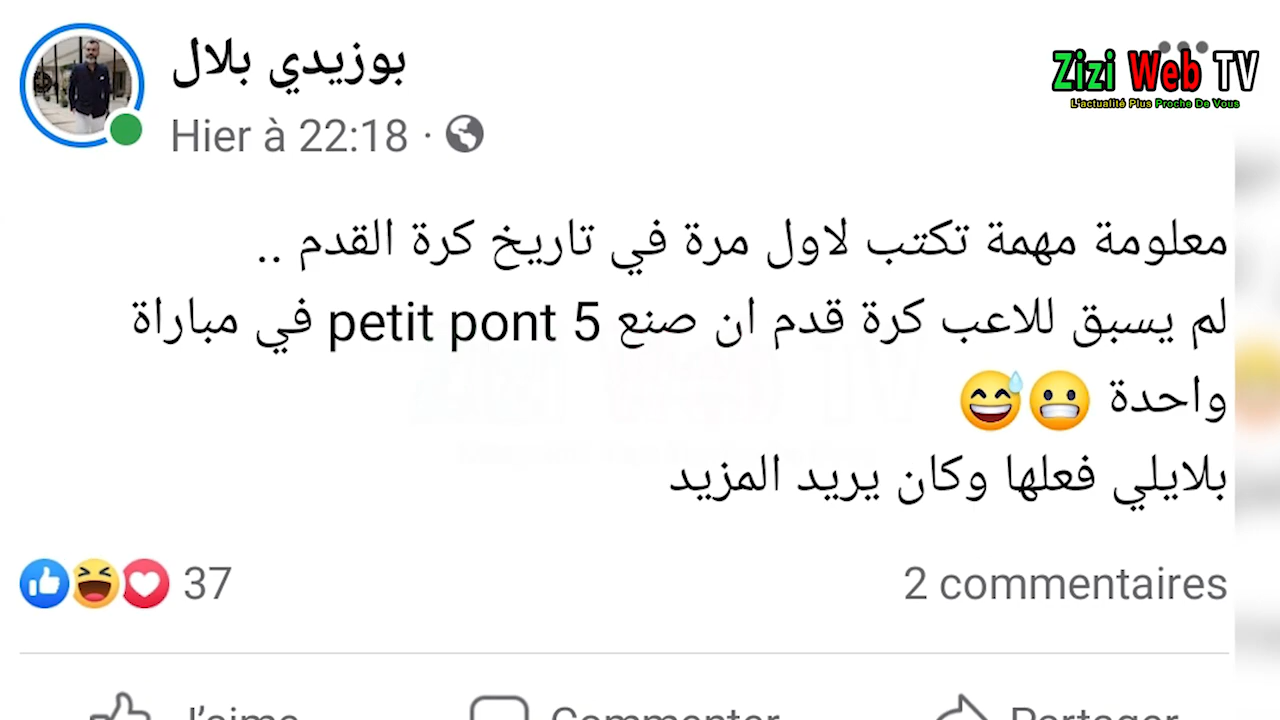 بوزيدي بلال
Hier à 22:18 ·
Zizi Web TV
L'actualité Plus Proche De Vous
معلومة مهمة تكتب لاول مرة في تاريخ كرة القدم ..
لم يسبق للاعب كرة قدم ان صنع 5 petit pont في مباراة
واحدة 😬😅
بلايلي فعلها وكان يريد المزيد
37
2 commentaires
J'aime
Commenter
Partager